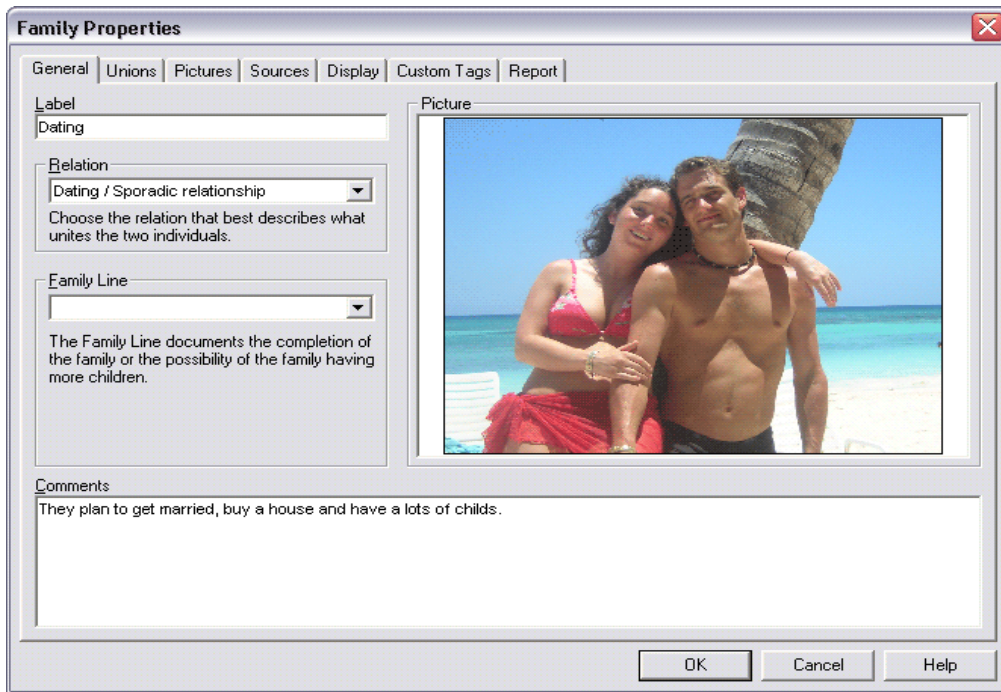 Family Properties
General Unions Pictures Sources Display Custom Tags Report
Label
Dating
Relation
Dating / Sporadic relationship
Choose the relation that best describes what
unites the two individuals.
Family Line
The Family Line documents the completion of
the family or the possibility of the family having
more children.
Picture
Comments
They plan to get married, buy a house and have a lots of childs.
OK Cancel Help